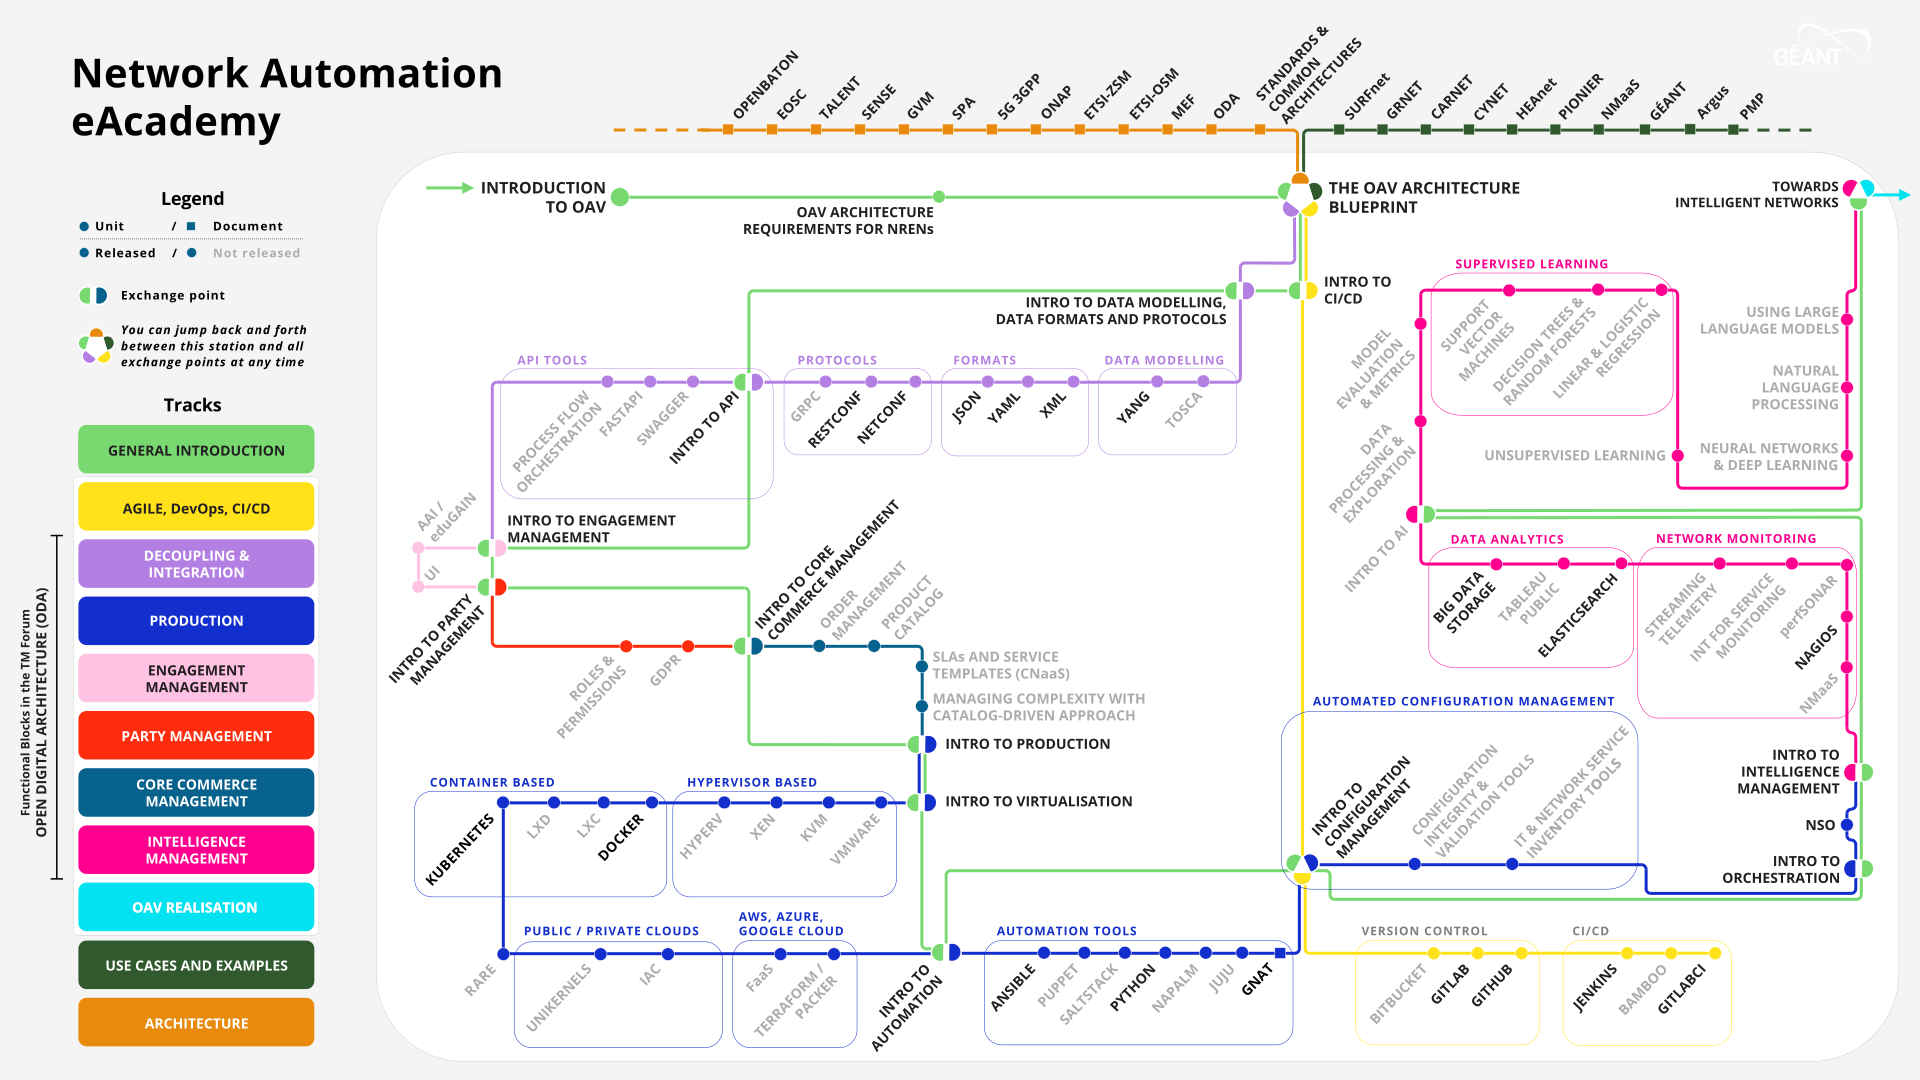 Network Automation
eAcademy
Legend
Unit / Document
Released / Not released
Exchange point
You can jump back and forth
between this station and all
exchange points at any time
Tracks
GENERAL INTRODUCTION
AGILE, DevOps, CI/CD
DECOUPLING &
INTEGRATION
PRODUCTION
ENGAGEMENT
MANAGEMENT
PARTY MANAGEMENT
CORE COMMERCE
MANAGEMENT
INTELLIGENCE
MANAGEMENT
OAV REALISATION
USE CASES AND EXAMPLES
ARCHITECTURE
Functional Blocks in the TM Forum
OPEN DIGITAL ARCHITECTURE (ODA)
OPENBATON
EOSC
TALENT
SENSE
GVM
SPA
5G 3GPP
ONAP
ETSI-ZSM
ETSI-OSM
MEF
ODA
STANDARDS &
COMMON
ARCHITECTURES
SURFnet
GRNET
CARNET
CYNET
HEAnet
PIONIER
NMaaS
GÉANT
Argus
PMP
GÉANT
INTRODUCTION
TO OAV
OAV ARCHITECTURE
REQUIREMENTS FOR NRENs
THE OAV ARCHITECTURE
BLUEPRINT
TOWARDS
INTELLIGENT NETWORKS
INTRO TO
CI/CD
INTRO TO DATA MODELLING,
DATA FORMATS AND PROTOCOLS
API TOOLS
PROCESS FLOW
ORCHESTRATION
FASTAPI
SWAGGER
INTRO TO API
PROTOCOLS
GRPC
RESTCONF
NETCONF
FORMATS
JSON
YAML
XML
DATA MODELLING
YANG
TOSCA
SUPERVISED LEARNING
SUPPORT
VECTOR
MACHINES
DECISION TREES &
RANDOM FORESTS
LINEAR & LOGISTIC
REGRESSION
MODEL
EVALUATION
& METRICS
DATA
PROCESSING &
EXPLORATION
INTRO TO AI
UNSUPERVISED LEARNING
USING LARGE
LANGUAGE MODELS
NATURAL
LANGUAGE
PROCESSING
NEURAL NETWORKS
& DEEP LEARNING
AAI /
eduGAIN
UI
INTRO TO ENGAGEMENT
MANAGEMENT
INTRO TO PARTY
MANAGEMENT
ROLES &
PERMISSIONS
GDPR
INTRO TO CORE
COMMERCE MANAGEMENT
ORDER
MANAGEMENT
PRODUCT
CATALOG
SLAs AND SERVICE
TEMPLATES (CNaaS)
MANAGING COMPLEXITY WITH
CATALOG-DRIVEN APPROACH
INTRO TO PRODUCTION
INTRO TO VIRTUALISATION
DATA ANALYTICS
BIG DATA
STORAGE
TABLEAU
PUBLIC
ELASTICSEARCH
NETWORK MONITORING
STREAMING
TELEMETRY
INT FOR SERVICE
MONITORING
perfSONAR
NAGIOS
NMaaS
AUTOMATED CONFIGURATION MANAGEMENT
INTRO TO
CONFIGURATION
MANAGEMENT
CONFIGURATION
INTEGRITY &
VALIDATION TOOLS
IT & NETWORK SERVICE
INVENTORY TOOLS
INTRO TO
INTELLIGENCE
MANAGEMENT
NSO
INTRO TO
ORCHESTRATION
CONTAINER BASED
KUBERNETES
LXD
LXC
DOCKER
HYPERVISOR BASED
HYPERV
XEN
KVM
VMWARE
RARE
PUBLIC / PRIVATE CLOUDS
UNIKERNELS
IAC
AWS, AZURE,
GOOGLE CLOUD
FaaS
TERRAFORM /
PACKER
INTRO TO
AUTOMATION
AUTOMATION TOOLS
ANSIBLE
PUPPET
SALTSTACK
PYTHON
NAPALM
JUJU
GNAT
VERSION CONTROL
BITBUCKET
GITLAB
GITHUB
CI/CD
JENKINS
BAMBOO
GITLABCI